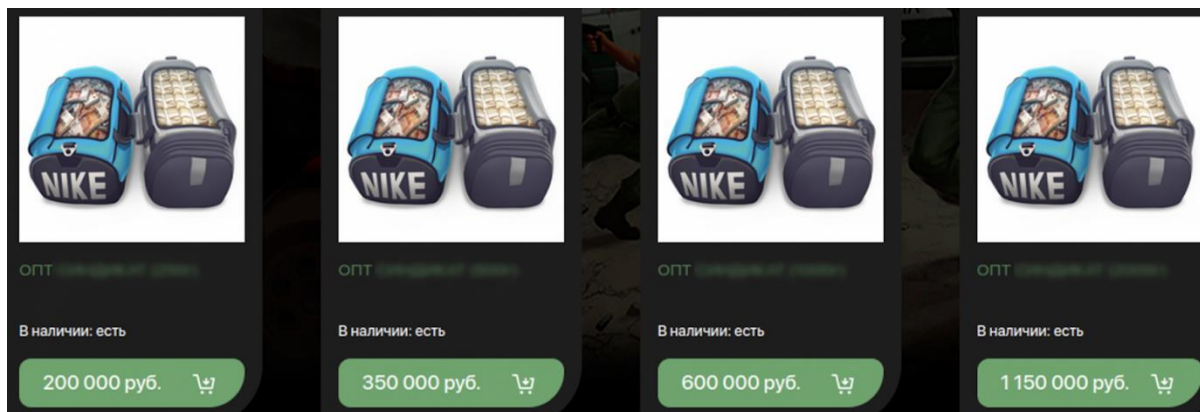 NIKE
NIKE
NIKE
NIKE
ОПТ
ОПТ
ОПТ
ОПТ
В наличии: есть
В наличии: есть
В наличии: есть
В наличии: есть
200 000 руб.
350 000 руб.
600 000 руб.
1 150 000 руб.